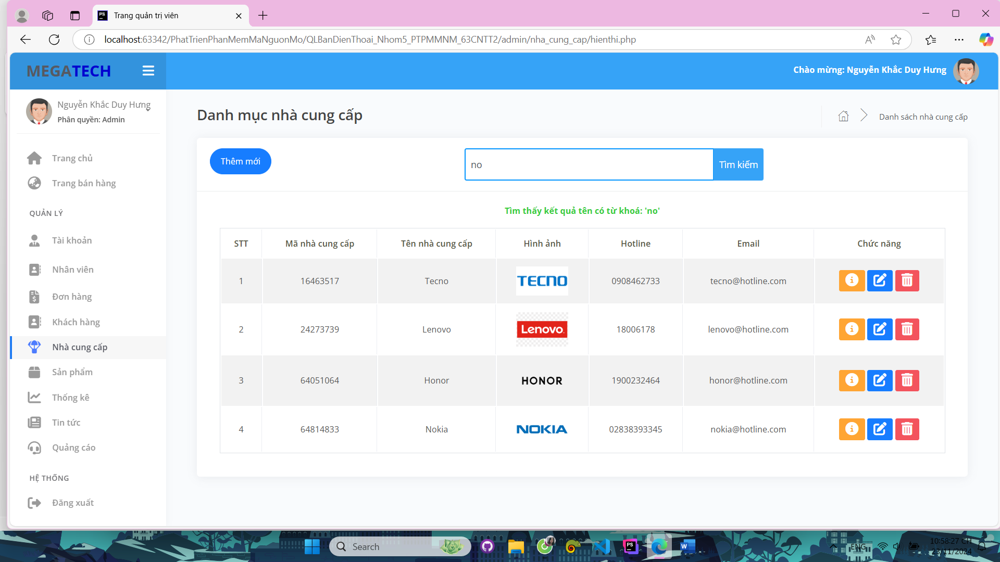 Trang quản trị viên
localhost:63342/PhatTrienPhanMemMaNguonMo/QLBanDienThoai_Nhom5_PTPMMNM_63CNTT2/admin/nha_cung_cap/hienthi.php
MEGATECH
Chào mừng: Nguyễn Khắc Duy Hưng
Nguyễn Khắc Duy Hưng
Phân quyền: Admin
Trang chủ
Trang bán hàng
QUẢN LÝ
Tài khoản
Nhân viên
Đơn hàng
Khách hàng
Nhà cung cấp
Sản phẩm
Thống kê
Tin tức
Quảng cáo
HỆ THỐNG
Đăng xuất
Danh mục nhà cung cấp
Danh sách nhà cung cấp
Thêm mới
no
Tìm kiếm
Tìm thấy kết quả tên có từ khoá: 'no'
STT Mã nhà cung cấp Tên nhà cung cấp Hình ảnh Hotline Email Chức năng
1 16463517 Tecno TECNO 0908462733 tecno@hotline.com
2 24273739 Lenovo Lenovo 18006178 lenovo@hotline.com
3 64051064 Honor HONOR 1900232464 honor@hotline.com
4 64814833 Nokia NOKIA 02838393345 nokia@hotline.com
Search
ENG
10:58:27 CH
23/11/2024